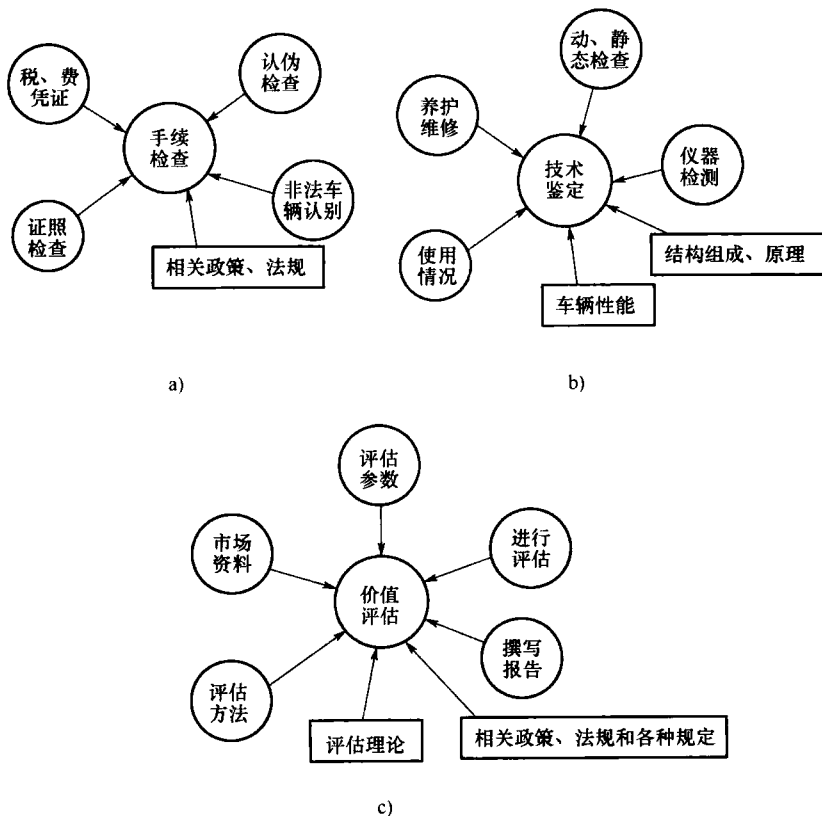 税、费
凭证
认伪
检查
手续
检查
证照
检查
非法车
辆认别
相关政策、法规
a)
动、静
态检查
养护
维修
技术
鉴定
仪器
检测
使用
情况
结构组成、原理
车辆性能
b)
评估
参数
市场
资料
进行
评估
价值
评估
撰写
报告
评估
方法
评估理论
相关政策、法规和各种规定
c)